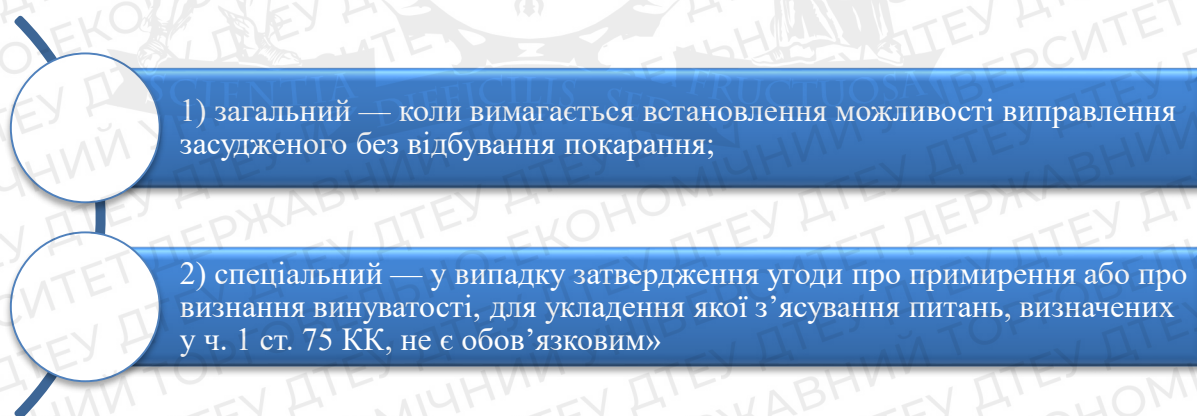 1) загальний — коли вимагається встановлення можливості виправлення
засудженого без відбування покарання;
2) спеціальний — у випадку затвердження угоди про примирення або про
визнання винуватості, для укладення якої з’ясування питань, визначених
у ч. 1 ст. 75 КК, не є обов’язковим»